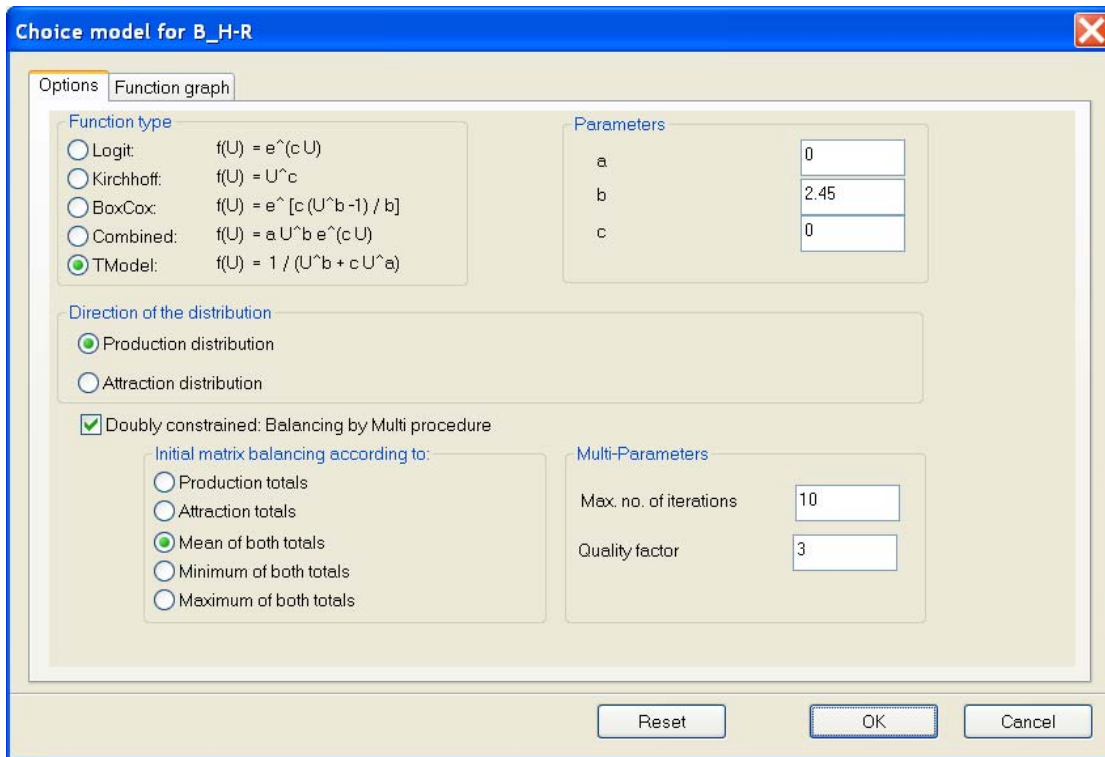 Choice model for B_H-R
Options Function graph
Function type
Logit: f(U) = e^(c U)
Kirchhoff: f(U) = U^c
BoxCox: f(U) = e^ [c (U^b -1) / b]
Combined: f(U) = a U^b e^(c U)
TModel: f(U) = 1 / (U^b + c U^a)
Parameters
a 0
b 2.45
c 0
Direction of the distribution
Production distribution
Attraction distribution
Doubly constrained: Balancing by Multi procedure
Initial matrix balancing according to:
Production totals
Attraction totals
Mean of both totals
Minimum of both totals
Maximum of both totals
Multi-Parameters
Max. no. of iterations 10
Quality factor 3
Reset OK Cancel